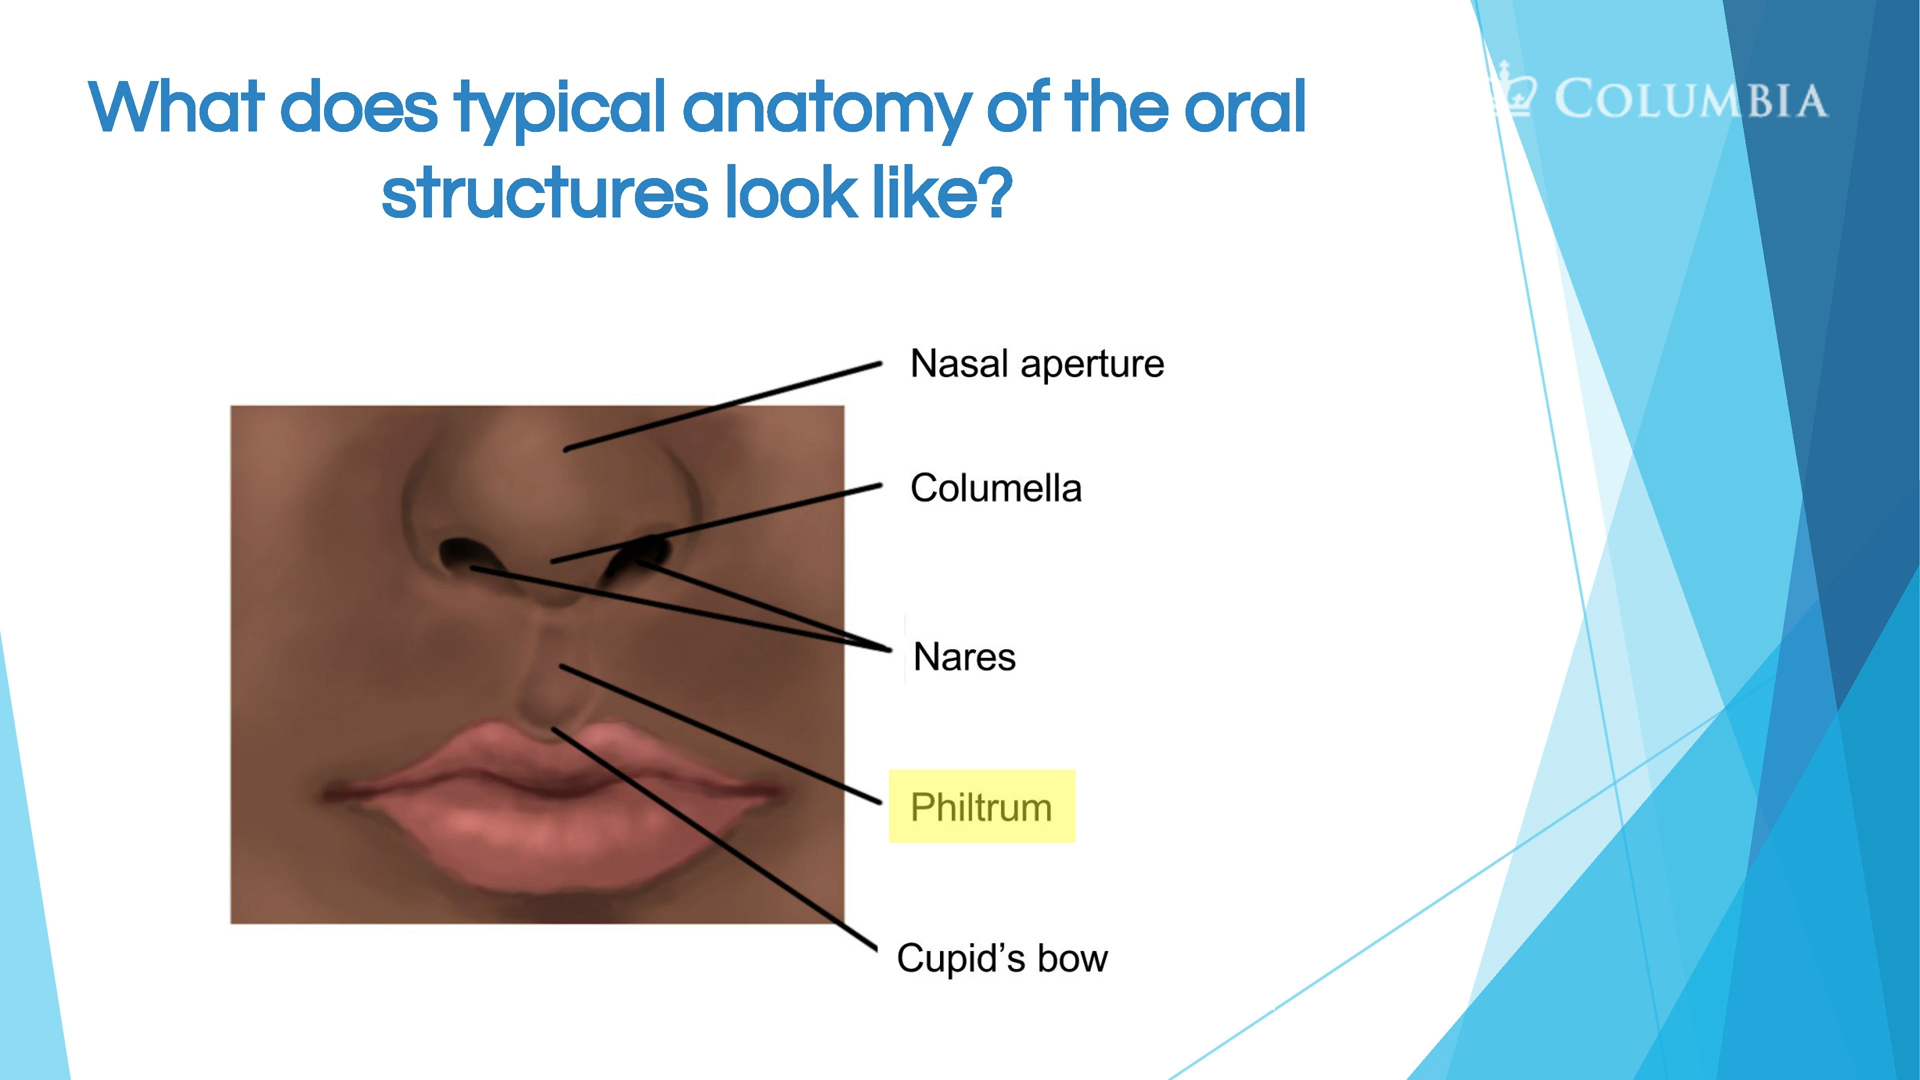 What does typical anatomy of the oral
structures look like?
COLUMBIA
Nasal aperture
Columella
Nares
Philtrum
Cupid’s bow